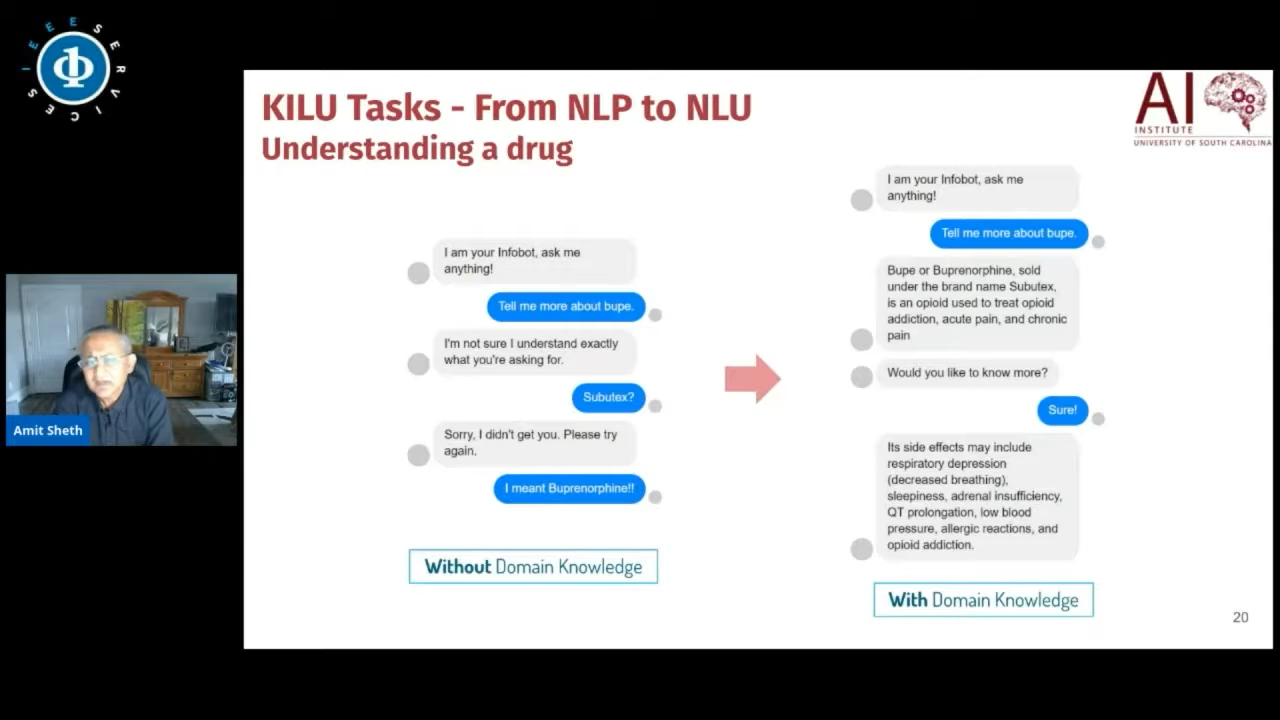 IEEE SERVICES
KILU Tasks - From NLP to NLU
Understanding a drug
AI
INSTITUTE
UNIVERSITY OF SOUTH CAROLINA
I am your Infobot, ask me
anything!
Tell me more about bupe.
I'm not sure I understand exactly
what you're asking for.
Subutex?
Sorry, I didn't get you. Please try
again.
I meant Buprenorphine!!
Without Domain Knowledge
I am your Infobot, ask me
anything!
Tell me more about bupe.
Bupe or Buprenorphine, sold
under the brand name Subutex,
is an opioid used to treat opioid
addiction, acute pain, and chronic
pain
Would you like to know more?
Sure!
Its side effects may include
respiratory depression
(decreased breathing),
sleepiness, adrenal insufficiency,
QT prolongation, low blood
pressure, allergic reactions, and
opioid addiction.
With Domain Knowledge
20
Amit Sheth